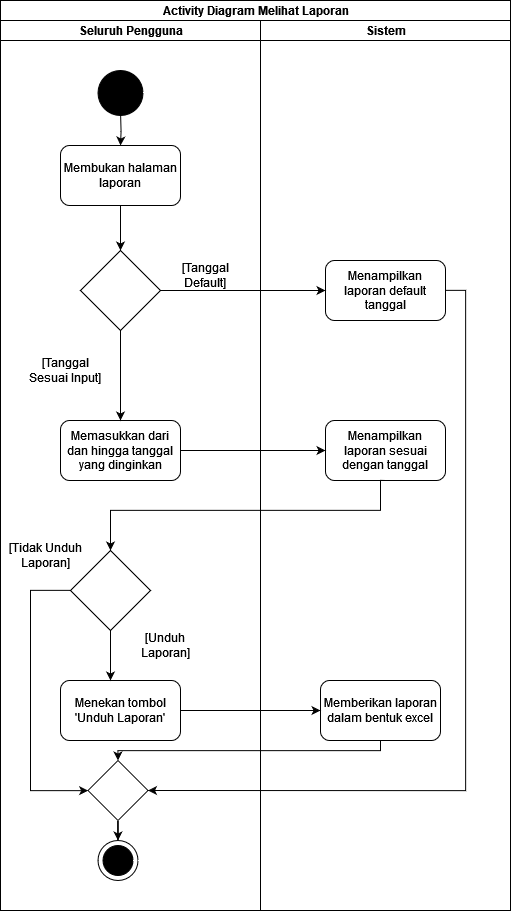 Activity Diagram Melihat Laporan
Seluruh Pengguna
Sistem
Membukan halaman
laporan
[Tanggal
Default]
Menampilkan
laporan default
tanggal
[Tanggal
Sesuai Input]
Memasukkan dari
dan hingga tanggal
yang dinginkan
Menampilkan
laporan sesuai
dengan tanggal
[Tidak Unduh
Laporan]
[Unduh
Laporan]
Menekan tombol
'Unduh Laporan'
Memberikan laporan
dalam bentuk excel